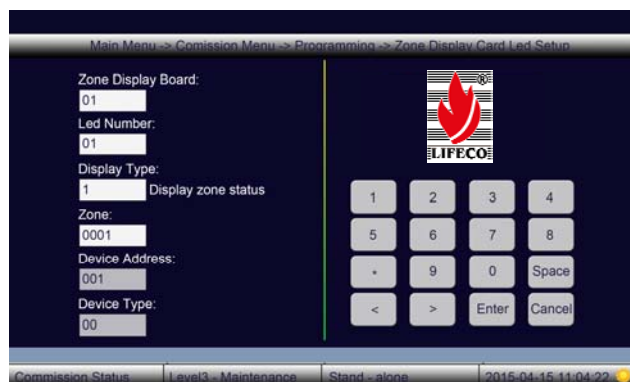 Main Menu -> Comission Menu -> Programming -> Zone Display Card Led Setup
Zone Display Board:
01
Led Number:
01
Display Type:
1 Display zone status
Zone:
0001
Device Address:
001
Device Type:
00
®
LIFECO
1 2 3 4
5 6 7 8
* 9 0 Space
< > Enter Cancel
Commission Status Level3 - Maintenance Stand - alone 2015-04-15 11:04:22